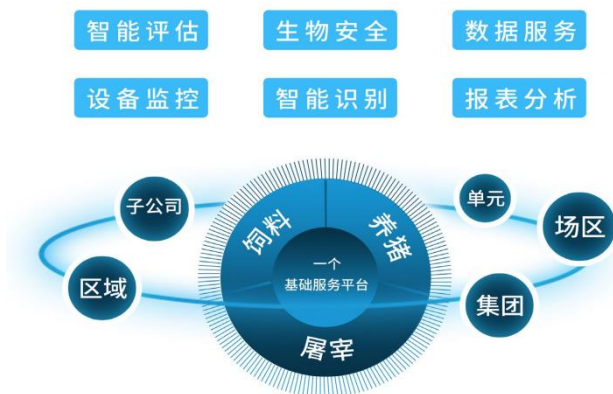 智能评估
生物安全
数据服务
设备监控
智能识别
报表分析
子公司
单元
场区
饲料
养猪
一个
基础服务平台
区域
集团
屠宰